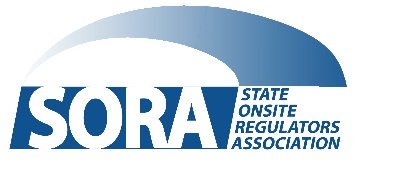 SORA
STATE
ONSITE
REGULATORS
ASSOCIATION